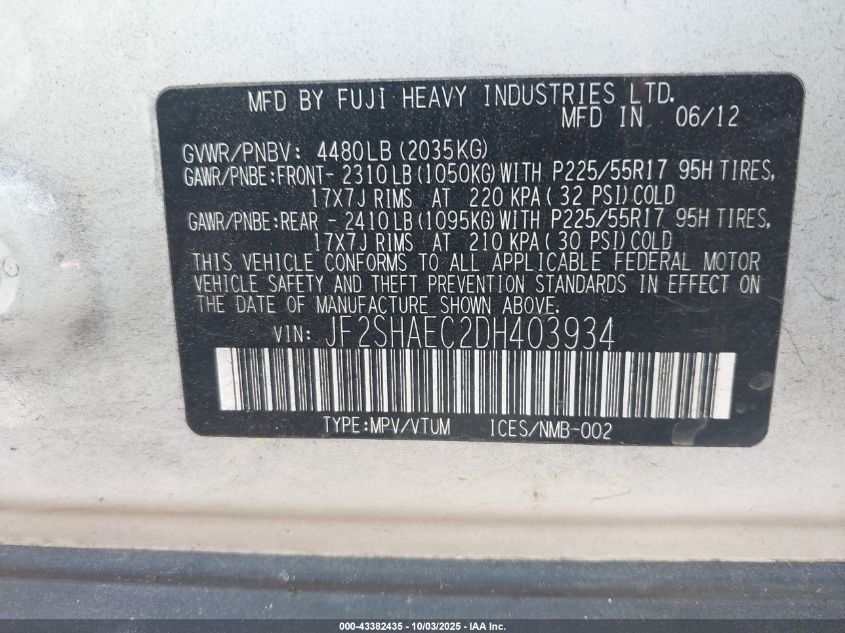 MFD BY FUJI HEAVY INDUSTRIES LTD.
MFD IN 06/12
GVWR/PNBV: 4480LB(2035KG)
GAWR/PNBE:FRONT- 2310LB(1050KG)WITH P225/55R17 95H TIRES,
17X7J RIMS AT 220 KPA( 32 PSI)COLD
GAWR/PNBE:REAR - 2410LB(1095KG)WITH P225/55R17 95H TIRES,
17X7J RIMS AT 210 KPA( 30 PSI)COLD
THIS VEHICLE CONFORMS TO ALL APPLICABLE FEDERAL MOTOR
VEHICLE SAFETY AND THEFT PREVENTION STANDARDS IN EFFECT ON
THE DATE OF MANUFACTURE SHOWN ABOVE.
VIN: JF2SHAEC2DH403934
TYPE:MPV/VTUM ICES/NMB-002
000-43382435 - 10/03/2025 - IAA Inc.